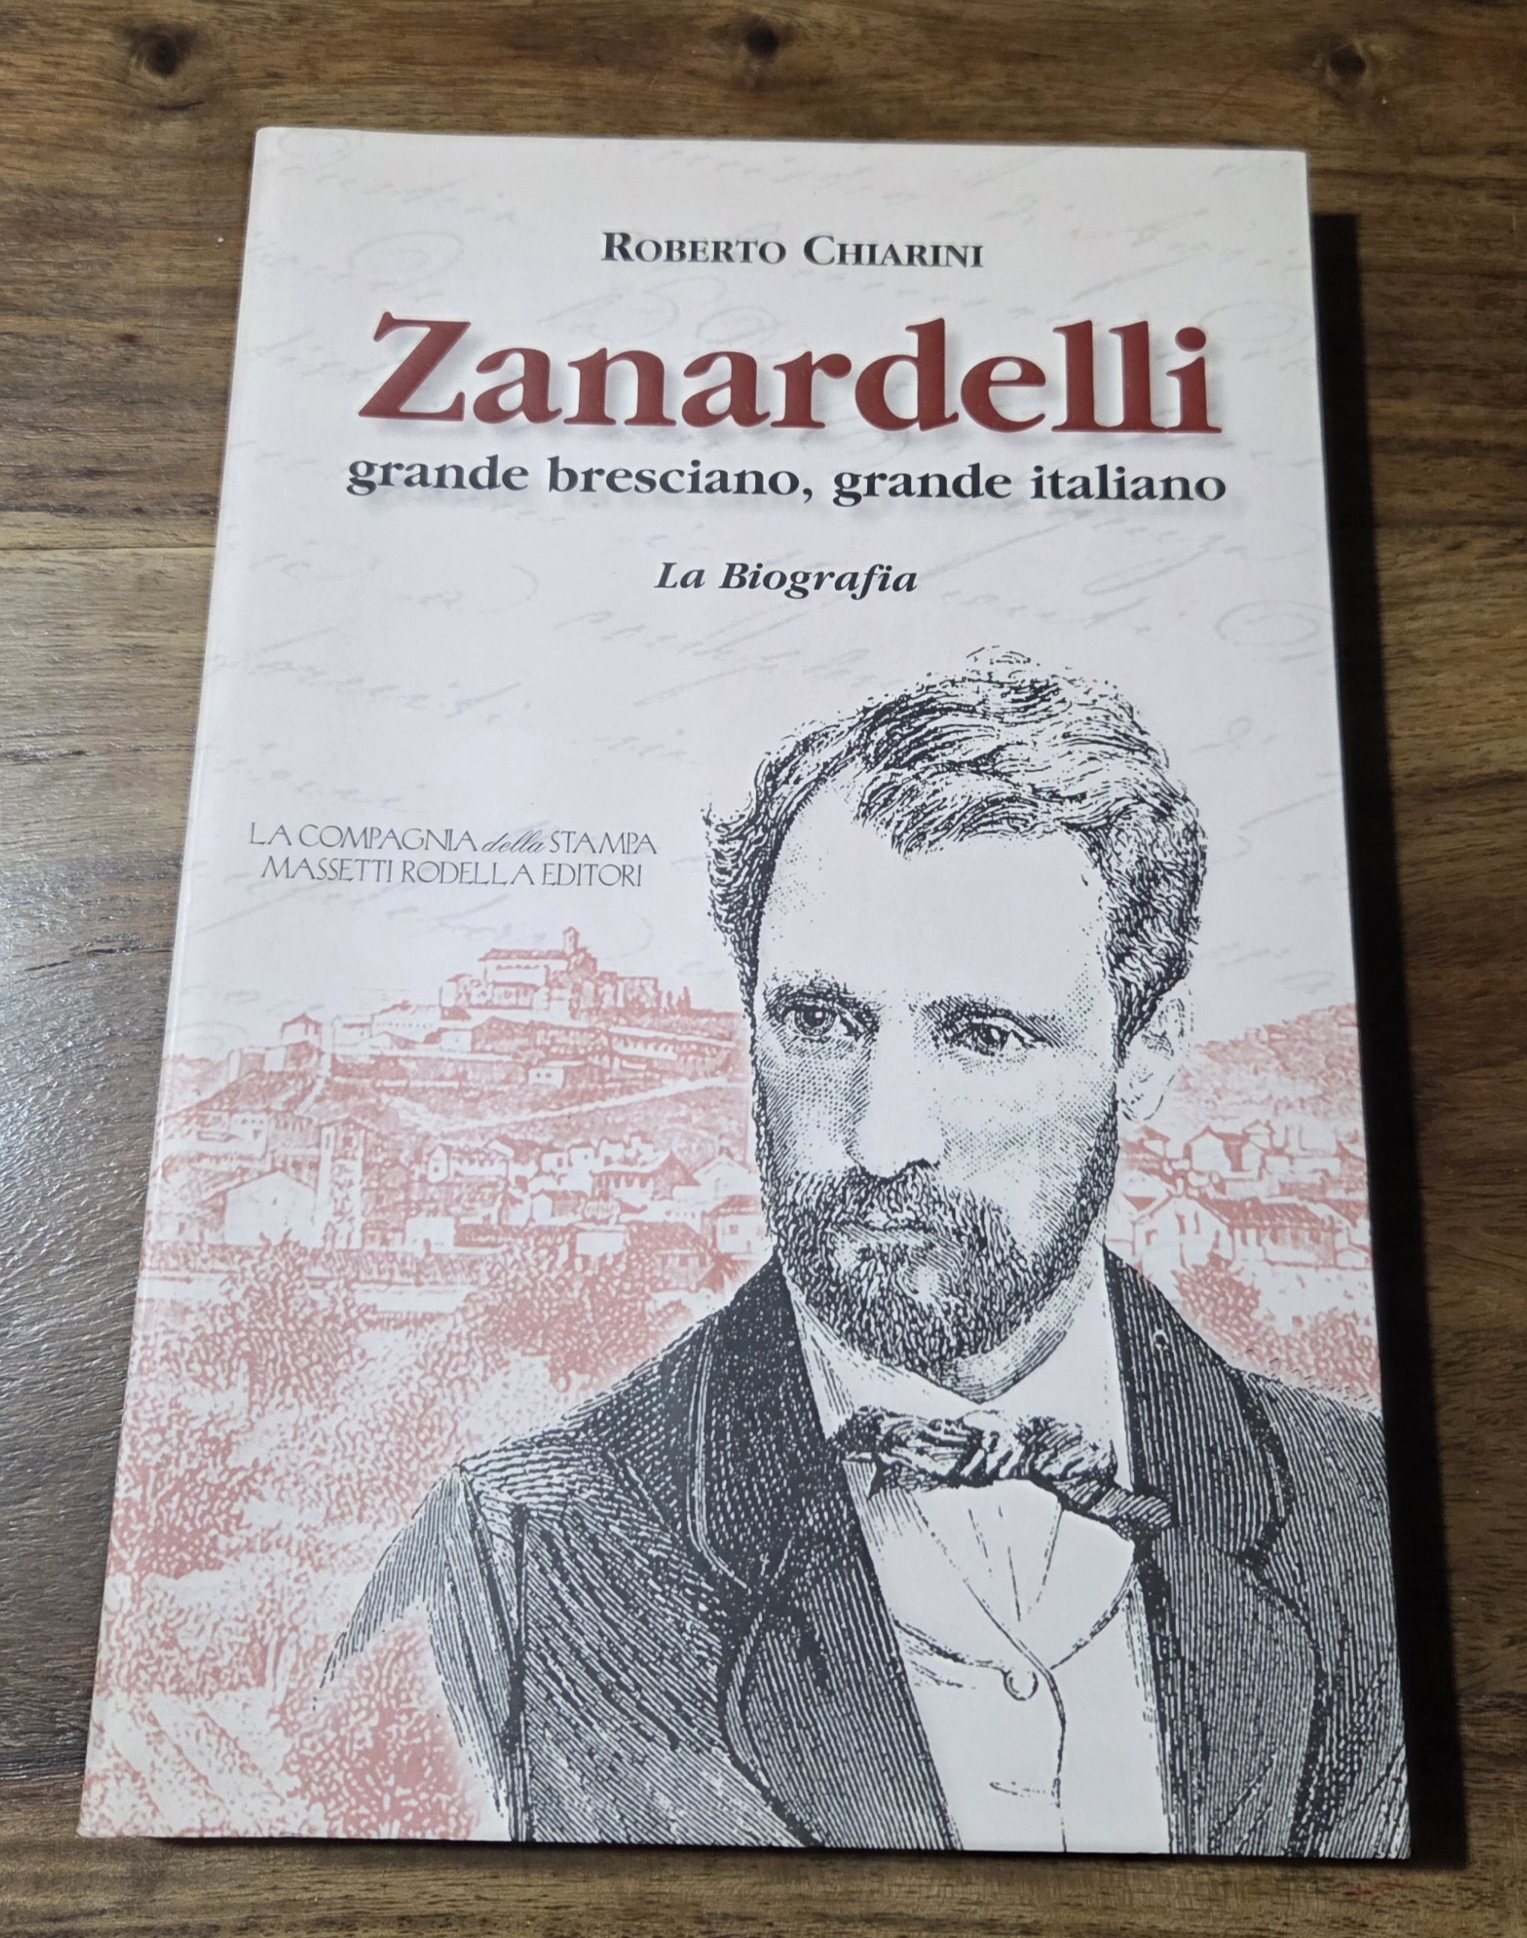 ROBERTO CHIARINI
Zanardelli
grande bresciano, grande italiano
La Biografia
LA COMPAGNIA della STAMPA
MASSETTI RODELLA EDITORI